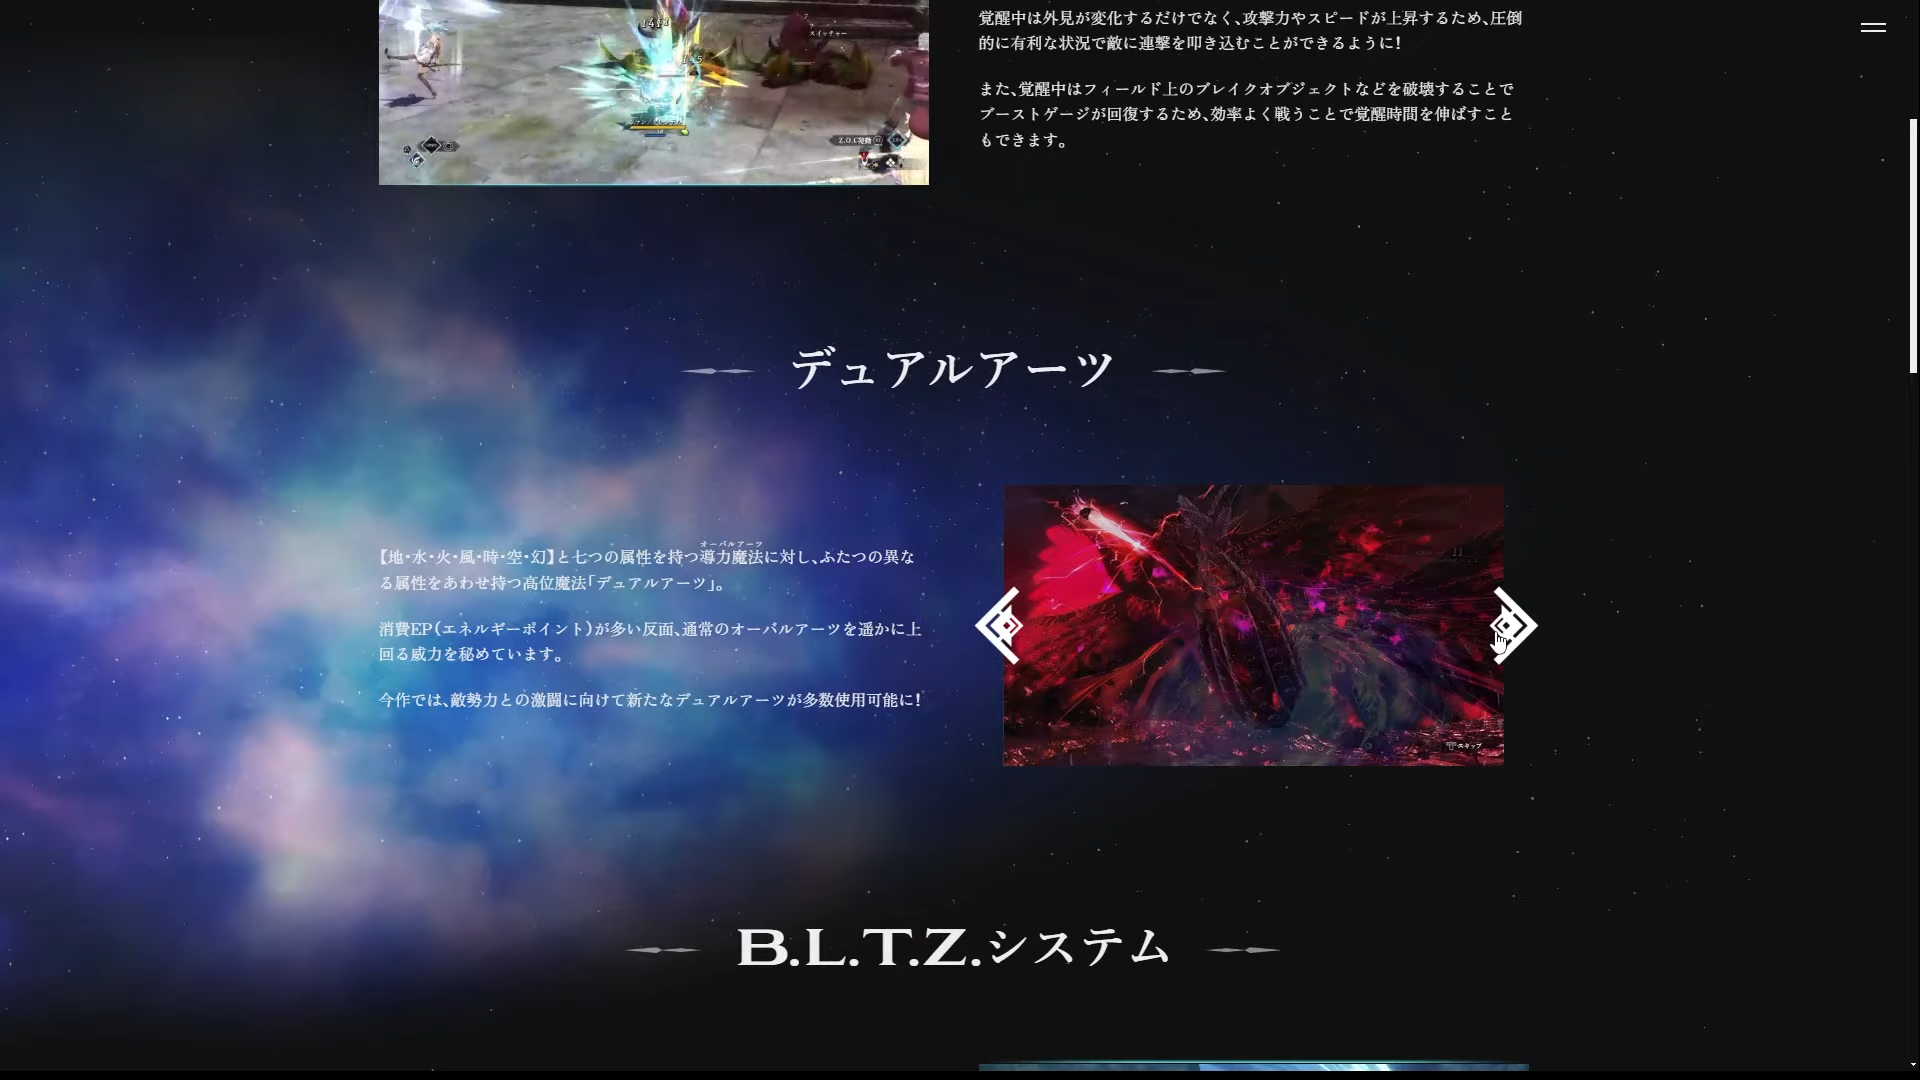 覚醒中は外見が変化するだけでなく、攻撃力やスピードが上昇するため、圧倒
的に有利な状況で敵に連撃を叩き込むことができるように！
また、覚醒中はフィールド上のブレイクオブジェクトなどを破壊することで
ブーストゲージが回復するため、効率よく戦うことで覚醒時間を伸ばすこと
もできます。
スイッチャー
Z.O.C発動
デュアルアーツ
オーバルアーツ
【地・水・火・風・時・空・幻】と七つの属性を持つ導力魔法に対し、ふたつの異な
る属性をあわせ持つ高位魔法「デュアルアーツ」。
消費EP（エネルギーポイント）が多い反面、通常のオーバルアーツを遥かに上
回る威力を秘めています。
今作では、敵勢力との激闘に向けて新たなデュアルアーツが多数使用可能に！
スキップ
B.L.T.Z.システム